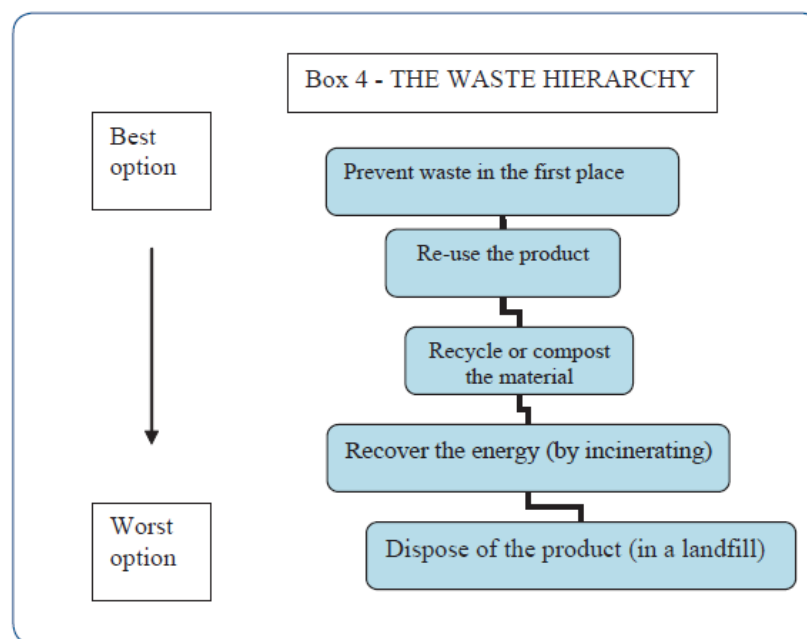 Box 4 - THE WASTE HIERARCHY
Best
option
Prevent waste in the first place
Re-use the product
Recycle or compost
the material
Recover the energy (by incinerating)
Worst
option
Dispose of the product (in a landfill)